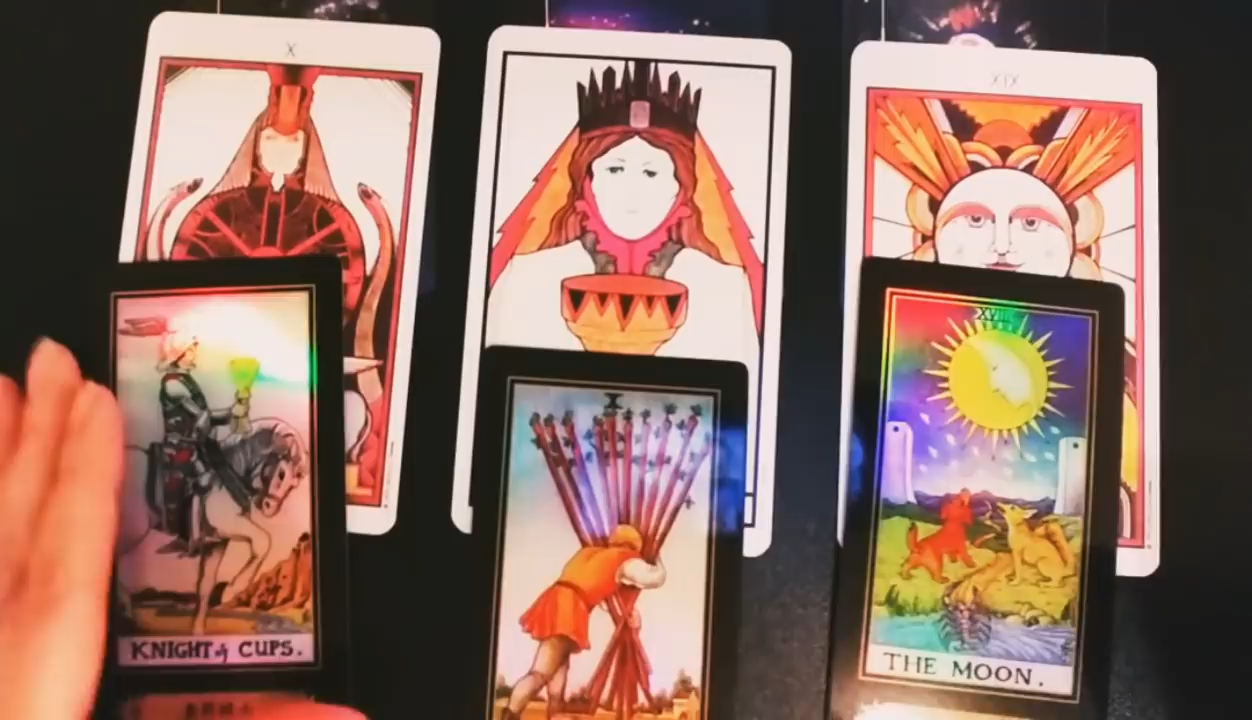 X
XIX
KNIGHT of CUPS.
X
XVIII
THE MOON.